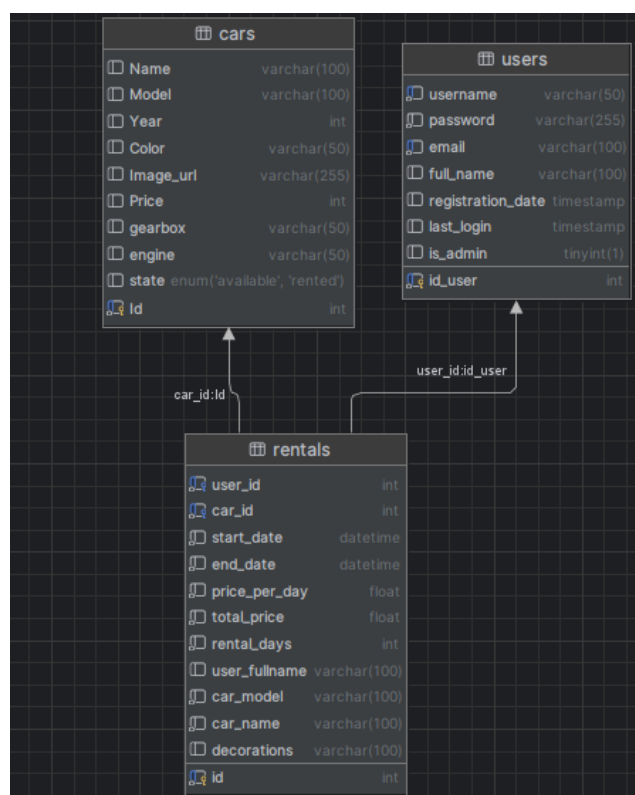 cars
Name varchar(100)
Model varchar(100)
Year int
Color varchar(50)
Image_url varchar(255)
Price int
gearbox varchar(50)
engine varchar(50)
state enum('available', 'rented')
Id int
users
username varchar(50)
password varchar(255)
email varchar(100)
full_name varchar(100)
registration_date timestamp
last_login timestamp
is_admin tinyint(1)
id_user int
car_id:Id
user_id:id_user
rentals
user_id int
car_id int
start_date datetime
end_date datetime
price_per_day float
total_price float
rental_days int
user_fullname varchar(100)
car_model varchar(100)
car_name varchar(100)
decorations varchar(100)
id int